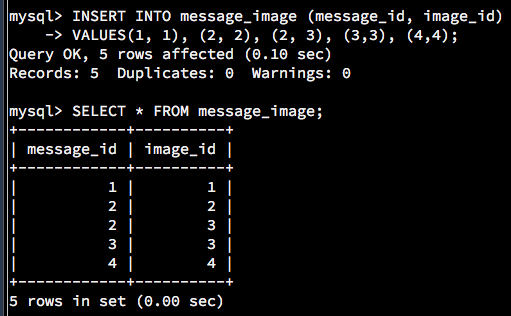 mysql> INSERT INTO message_image (message_id, image_id)
    -> VALUES(1, 1), (2, 2), (2, 3), (3,3), (4,4);
Query OK, 5 rows affected (0.10 sec)
Records: 5  Duplicates: 0  Warnings: 0

mysql> SELECT * FROM message_image;
+------------+----------+
| message_id | image_id |
+------------+----------+
|          1 |        1 |
|          2 |        2 |
|          2 |        3 |
|          3 |        3 |
|          4 |        4 |
+------------+----------+
5 rows in set (0.00 sec)